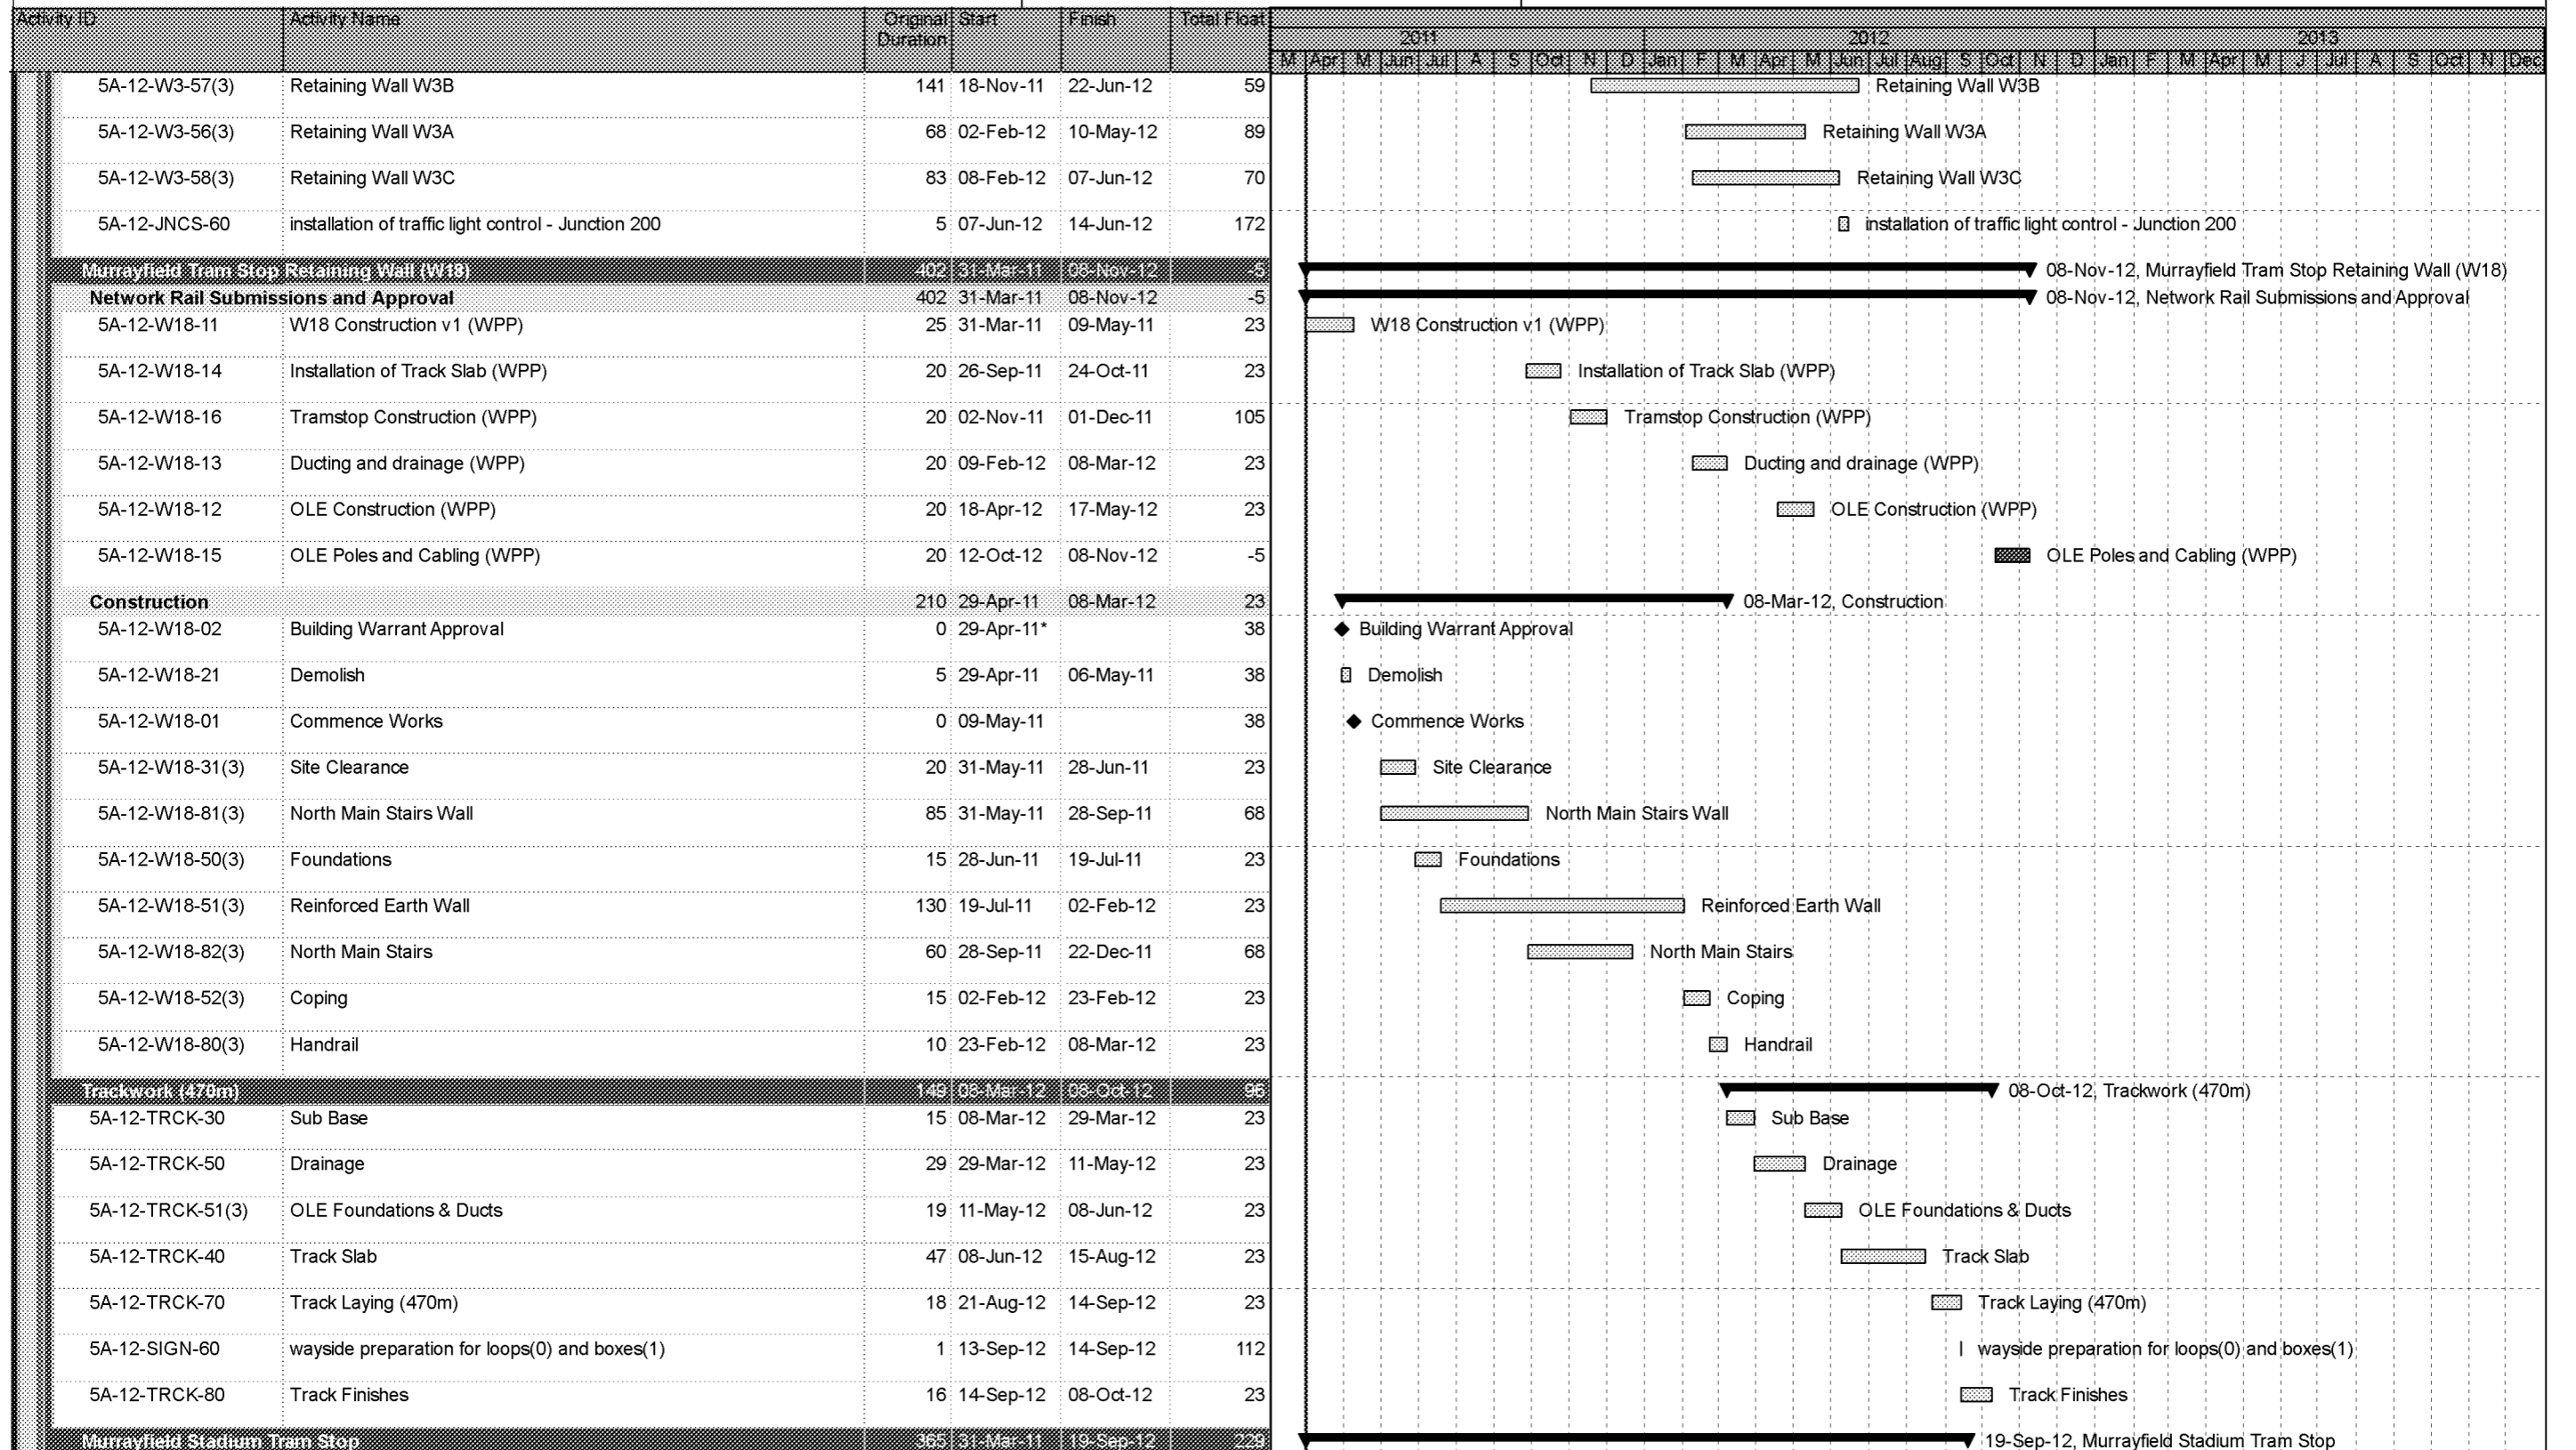 Activity ID Activity Name Original Start Finish Total Float
Duration
2011 2012 2013
M Apr M Jun Jul A S Oct N D Jan F M Apr M Jun Jul Aug S Oct N D Jan F M Apr M J Jul A S Oct N Dec
5A-12-W3-57(3) Retaining Wall W3B 141 18-Nov-11 22-Jun-12 59 Retaining Wall W3B
5A-12-W3-56(3) Retaining Wall W3A 68 02-Feb-12 10-May-12 89 Retaining Wall W3A
5A-12-W3-58(3) Retaining Wall W3C 83 08-Feb-12 07-Jun-12 70 Retaining Wall W3C
5A-12-JNCS-60 installation of traffic light control - Junction 200 5 07-Jun-12 14-Jun-12 172 installation of traffic light control - Junction 200
Murrayfield Tram Stop Retaining Wall (W18) 402 31-Mar-11 08-Nov-12 -5 08-Nov-12, Murrayfield Tram Stop Retaining Wall (W18)
Network Rail Submissions and Approval 402 31-Mar-11 08-Nov-12 -5 08-Nov-12, Network Rail Submissions and Approval
5A-12-W18-11 W18 Construction v1 (WPP) 25 31-Mar-11 09-May-11 23 W18 Construction v1 (WPP)
5A-12-W18-14 Installation of Track Slab (WPP) 20 26-Sep-11 24-Oct-11 23 Installation of Track Slab (WPP)
5A-12-W18-16 Tramstop Construction (WPP) 20 02-Nov-11 01-Dec-11 105 Tramstop Construction (WPP)
5A-12-W18-13 Ducting and drainage (WPP) 20 09-Feb-12 08-Mar-12 23 Ducting and drainage (WPP)
5A-12-W18-12 OLE Construction (WPP) 20 18-Apr-12 17-May-12 23 OLE Construction (WPP)
5A-12-W18-15 OLE Poles and Cabling (WPP) 20 12-Oct-12 08-Nov-12 -5 OLE Poles and Cabling (WPP)
Construction 210 29-Apr-11 08-Mar-12 23 08-Mar-12, Construction
5A-12-W18-02 Building Warrant Approval 0 29-Apr-11* 38 Building Warrant Approval
5A-12-W18-21 Demolish 5 29-Apr-11 06-May-11 38 Demolish
5A-12-W18-01 Commence Works 0 09-May-11 38 Commence Works
5A-12-W18-31(3) Site Clearance 20 31-May-11 28-Jun-11 23 Site Clearance
5A-12-W18-81(3) North Main Stairs Wall 85 31-May-11 28-Sep-11 68 North Main Stairs Wall
5A-12-W18-50(3) Foundations 15 28-Jun-11 19-Jul-11 23 Foundations
5A-12-W18-51(3) Reinforced Earth Wall 130 19-Jul-11 02-Feb-12 23 Reinforced Earth Wall
5A-12-W18-82(3) North Main Stairs 60 28-Sep-11 22-Dec-11 68 North Main Stairs
5A-12-W18-52(3) Coping 15 02-Feb-12 23-Feb-12 23 Coping
5A-12-W18-80(3) Handrail 10 23-Feb-12 08-Mar-12 23 Handrail
Trackwork (470m) 149 08-Mar-12 08-Oct-12 96 08-Oct-12, Trackwork (470m)
5A-12-TRCK-30 Sub Base 15 08-Mar-12 29-Mar-12 23 Sub Base
5A-12-TRCK-50 Drainage 29 29-Mar-12 11-May-12 23 Drainage
5A-12-TRCK-51(3) OLE Foundations & Ducts 19 11-May-12 08-Jun-12 23 OLE Foundations & Ducts
5A-12-TRCK-40 Track Slab 47 08-Jun-12 15-Aug-12 23 Track Slab
5A-12-TRCK-70 Track Laying (470m) 18 21-Aug-12 14-Sep-12 23 Track Laying (470m)
5A-12-SIGN-60 wayside preparation for loops(0) and boxes(1) 1 13-Sep-12 14-Sep-12 112 wayside preparation for loops(0) and boxes(1)
5A-12-TRCK-80 Track Finishes 16 14-Sep-12 08-Oct-12 23 Track Finishes
Murrayfield Stadium Tram Stop 365 31-Mar-11 19-Sep-12 229 19-Sep-12, Murrayfield Stadium Tram Stop